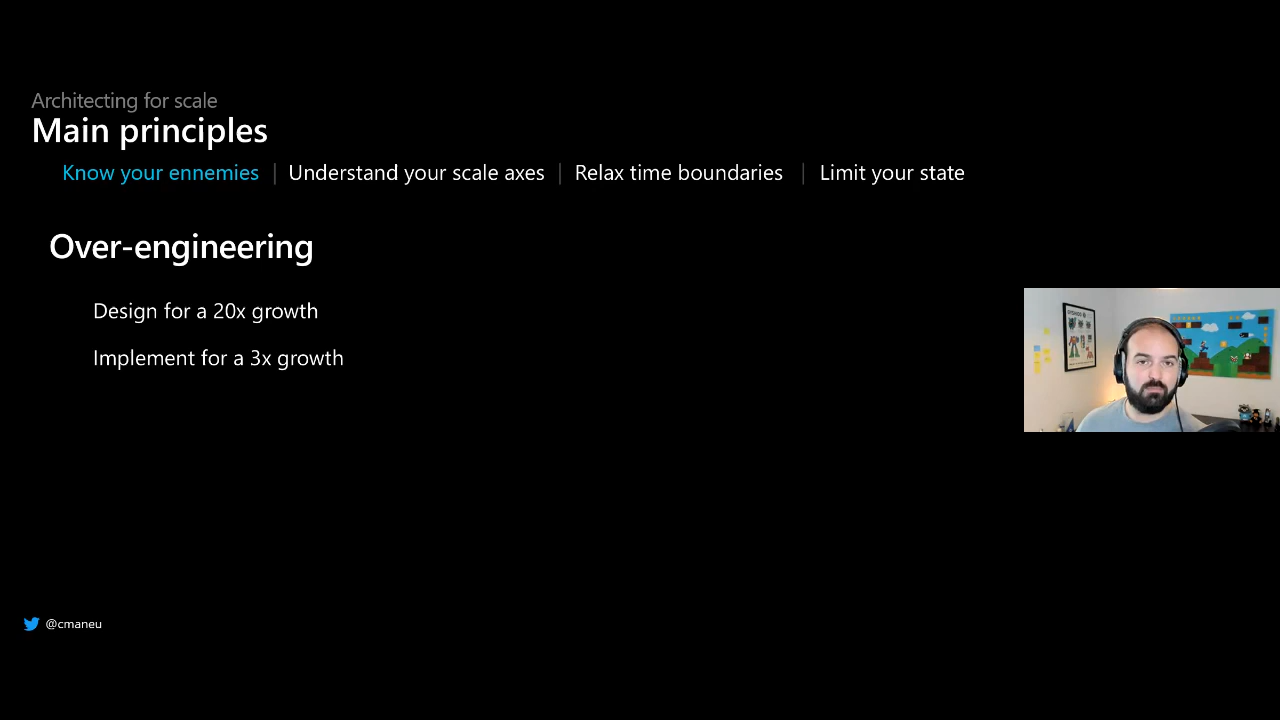 Architecting for scale
Main principles
Know your ennemies | Understand your scale axes | Relax time boundaries | Limit your state
Over-engineering
Design for a 20x growth
Implement for a 3x growth
@cmaneu